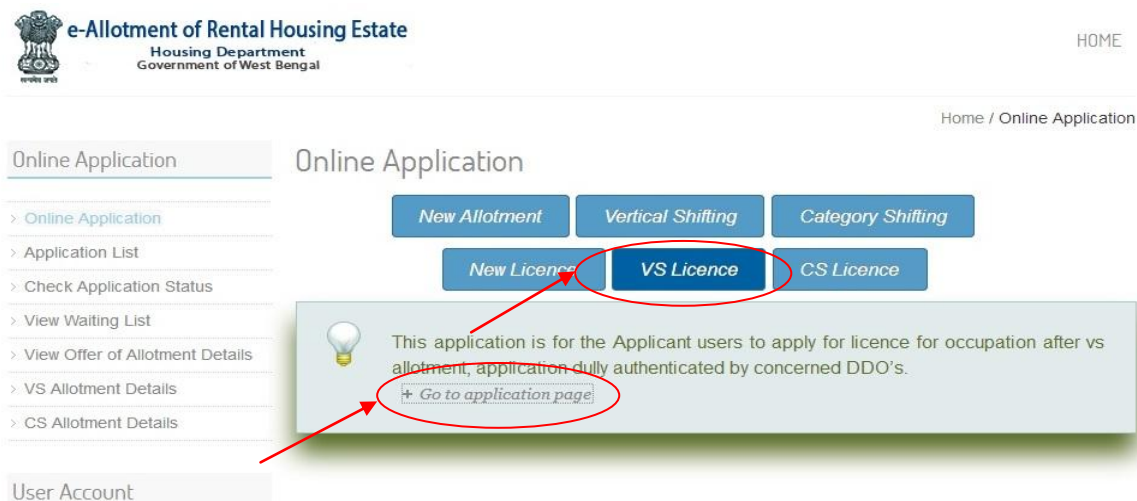 e-Allotment of Rental Housing Estate
Housing Department
Government of West Bengal
सत्यमेव जयते
HOME
Home / Online Application
Online Application
> Online Application
> Application List
> Check Application Status
> View Waiting List
> View Offer of Allotment Details
> VS Allotment Details
> CS Allotment Details
User Account
Online Application
New Allotment Vertical Shifting Category Shifting
New Licence VS Licence CS Licence
This application is for the Applicant users to apply for licence for occupation after vs
allotment, application dully authenticated by concerned DDO's.
+ Go to application page